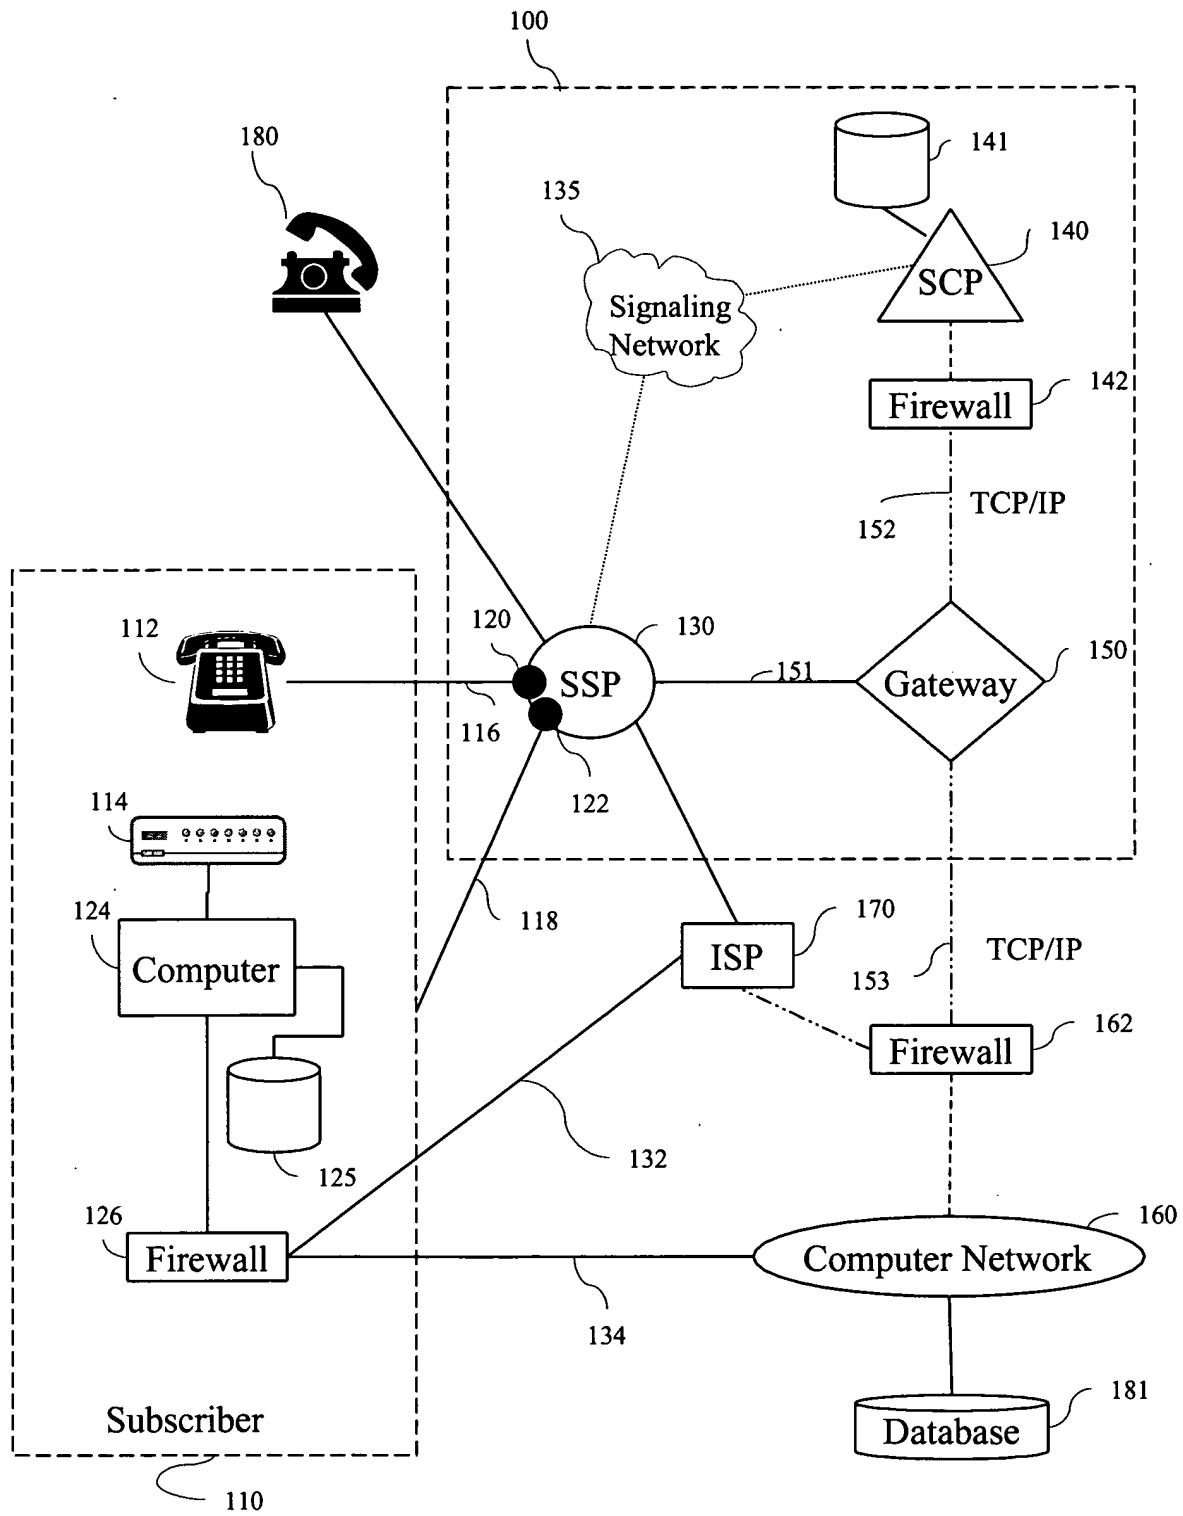 100
180
141
135
140
SCP
Signaling
Network
142
Firewall
TCP/IP
152
112
120
130
150
SSP
151
Gateway
116
122
114
124
118
170
Computer
ISP
TCP/IP
153
162
Firewall
132
125
126
160
Firewall
Computer Network
134
181
Subscriber
Database
110